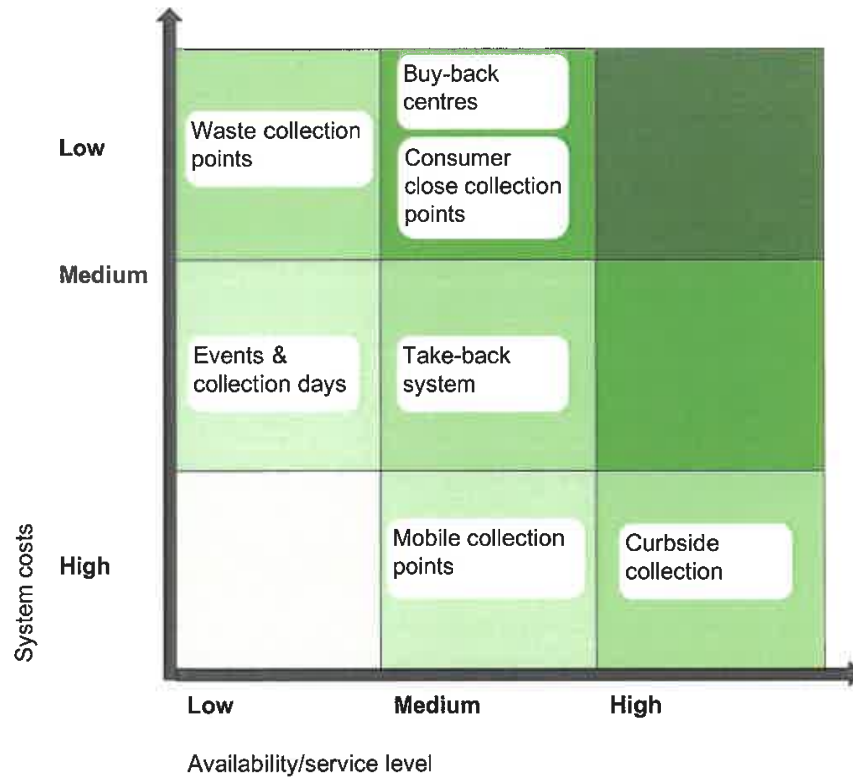 Buy-back
centres
Waste collection
points
Low
Consumer
close collection
points
Medium
Events &
collection days
Take-back
system
Mobile collection
points
Curbside
collection
High
System costs
Low
Medium
High
Availability/service level